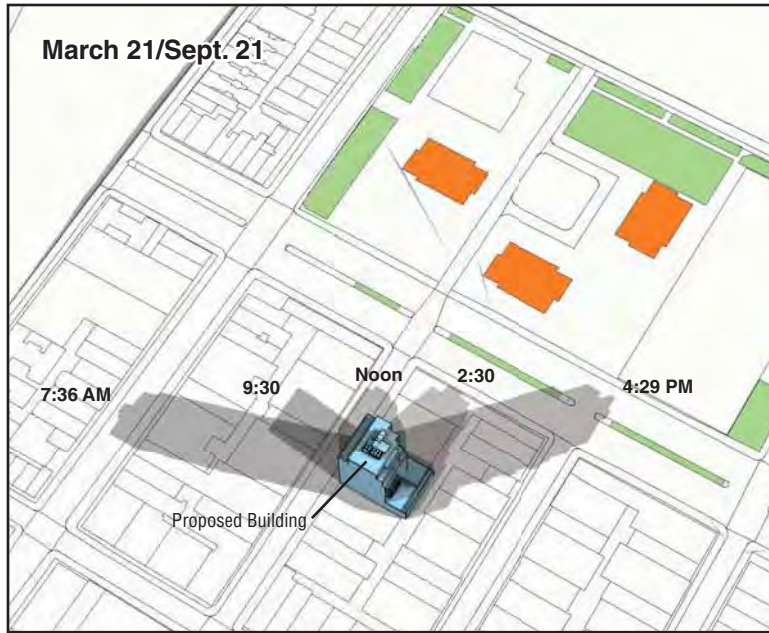 March 21/Sept. 21
Noon
7:36 AM
9:30
2:30
4:29 PM
Proposed Building